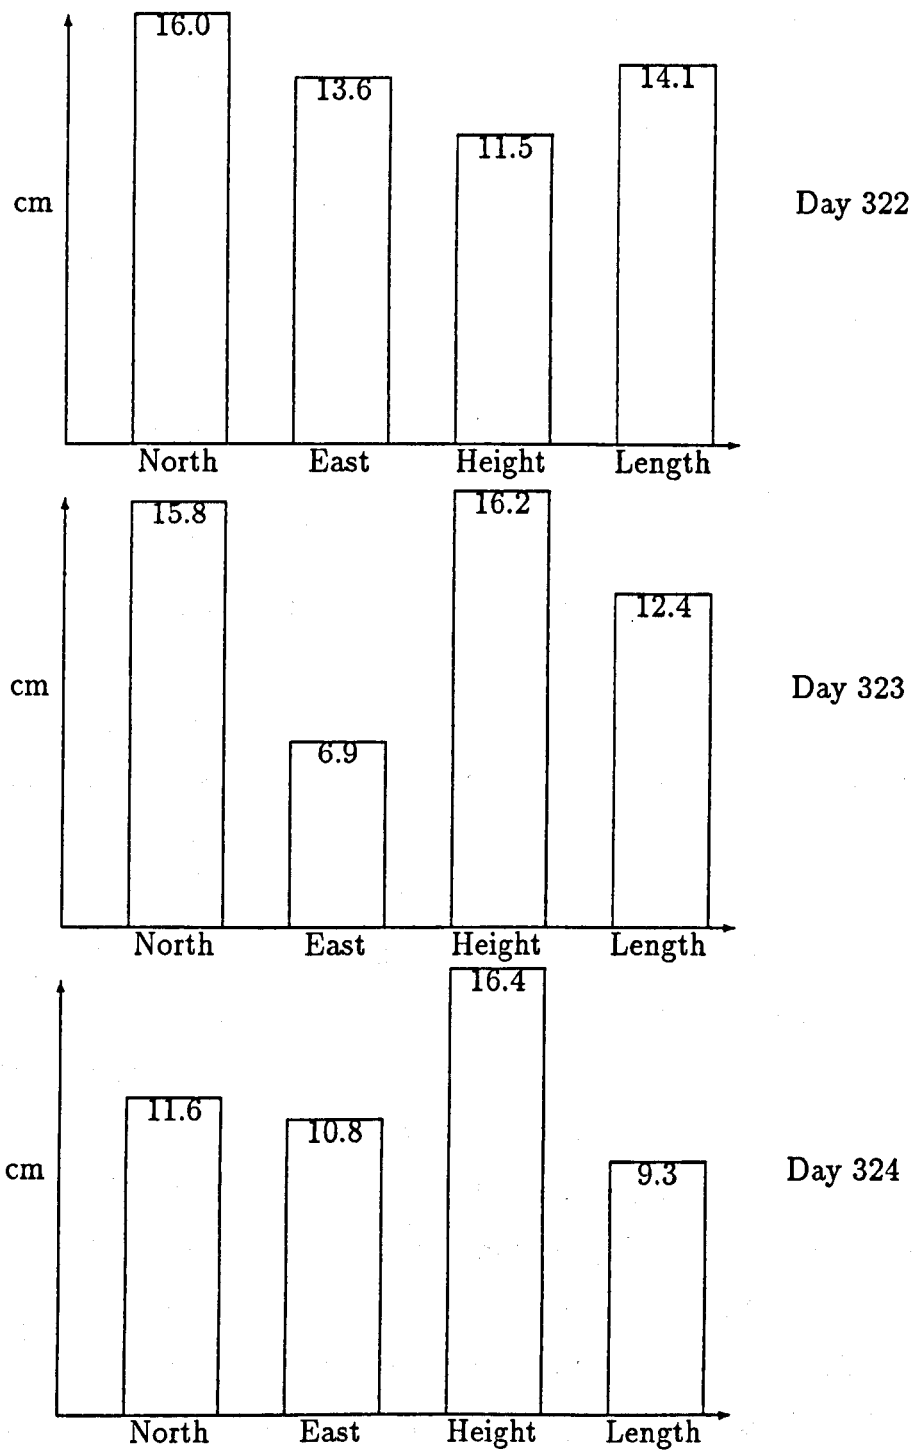 16.0
14.1
13.6
11.5
cm
Day 322
North East Height Length
16.2
15.8
12.4
cm
Day 323
6.9
North East Height Length
16.4
11.6
10.8
cm
9.3
Day 324
North East Height Length